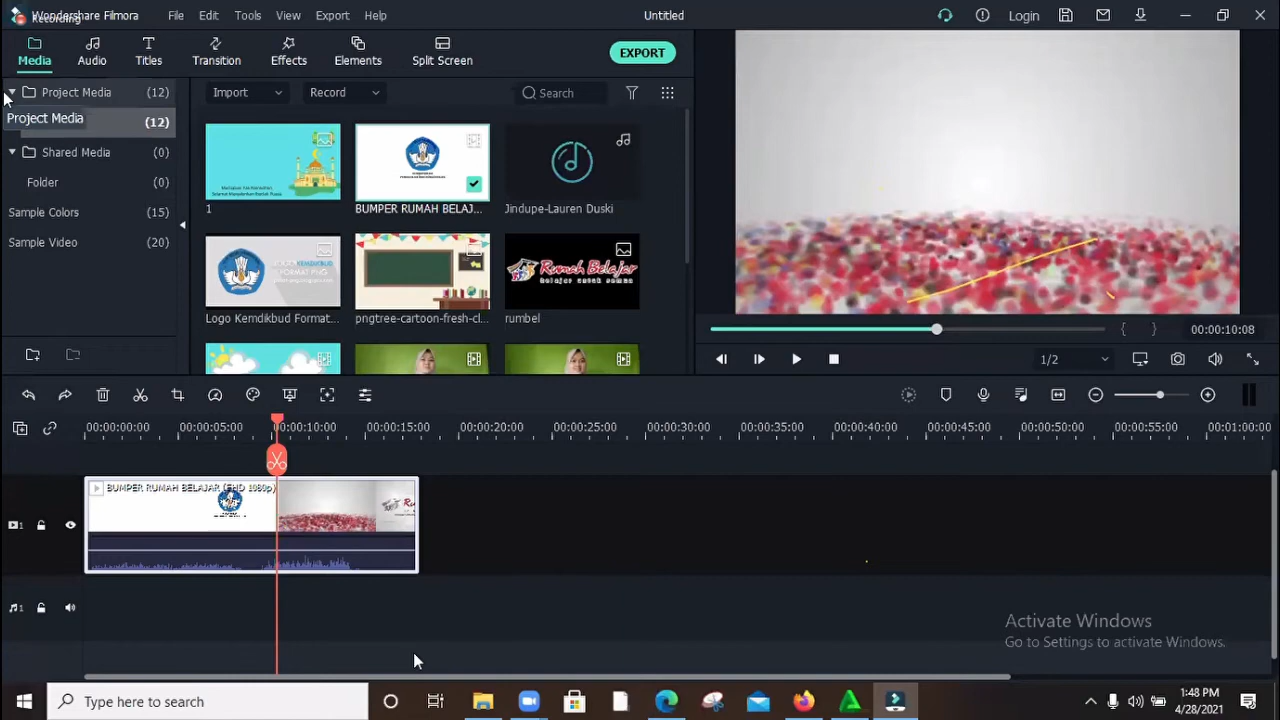 Wondershare Filmora
File Edit Tools View Export Help
Untitled
Login
Media Audio Titles Transition Effects Elements Split Screen
EXPORT
Project Media (12)
Project Media
(12)
Shared Media (0)
Folder (0)
Sample Colors (15)
Sample Video (20)
Import
Record
Search
1
BUMPER RUMAH BELAJ...
Jindupe-Lauren Duski
Rumah Belajar
belajar untuk semua
Logo Kemdikbud Format...
pngtree-cartoon-fresh-cl...
rumbel
{ }
00:00:10:08
1/2
00:00:00:00 00:00:05:00 00:00:10:00 00:00:15:00 00:00:20:00 00:00:25:00 00:00:30:00 00:00:35:00 00:00:40:00 00:00:45:00 00:00:50:00 00:00:55:00 00:01:00:00
BUMPER RUMAH BELAJAR (FHD 1080p)
1
1
Activate Windows
Go to Settings to activate Windows.
Type here to search
1:48 PM
4/28/2021